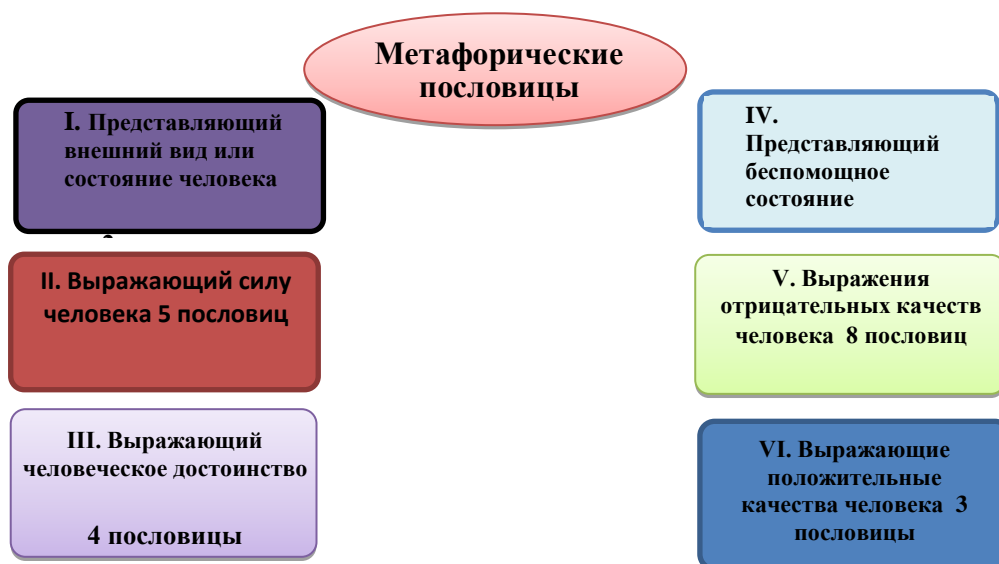 Метафорические
пословицы
I. Представляющий
внешний вид или
состояние человека
II. Выражающий силу
человека 5 пословиц
III. Выражающий
человеческое достоинство
4 пословицы
IV.
Представляющий
беспомощное
состояние
V. Выражения
отрицательных качеств
человека 8 пословиц
VI. Выражающие
положительные
качества человека 3
пословицы